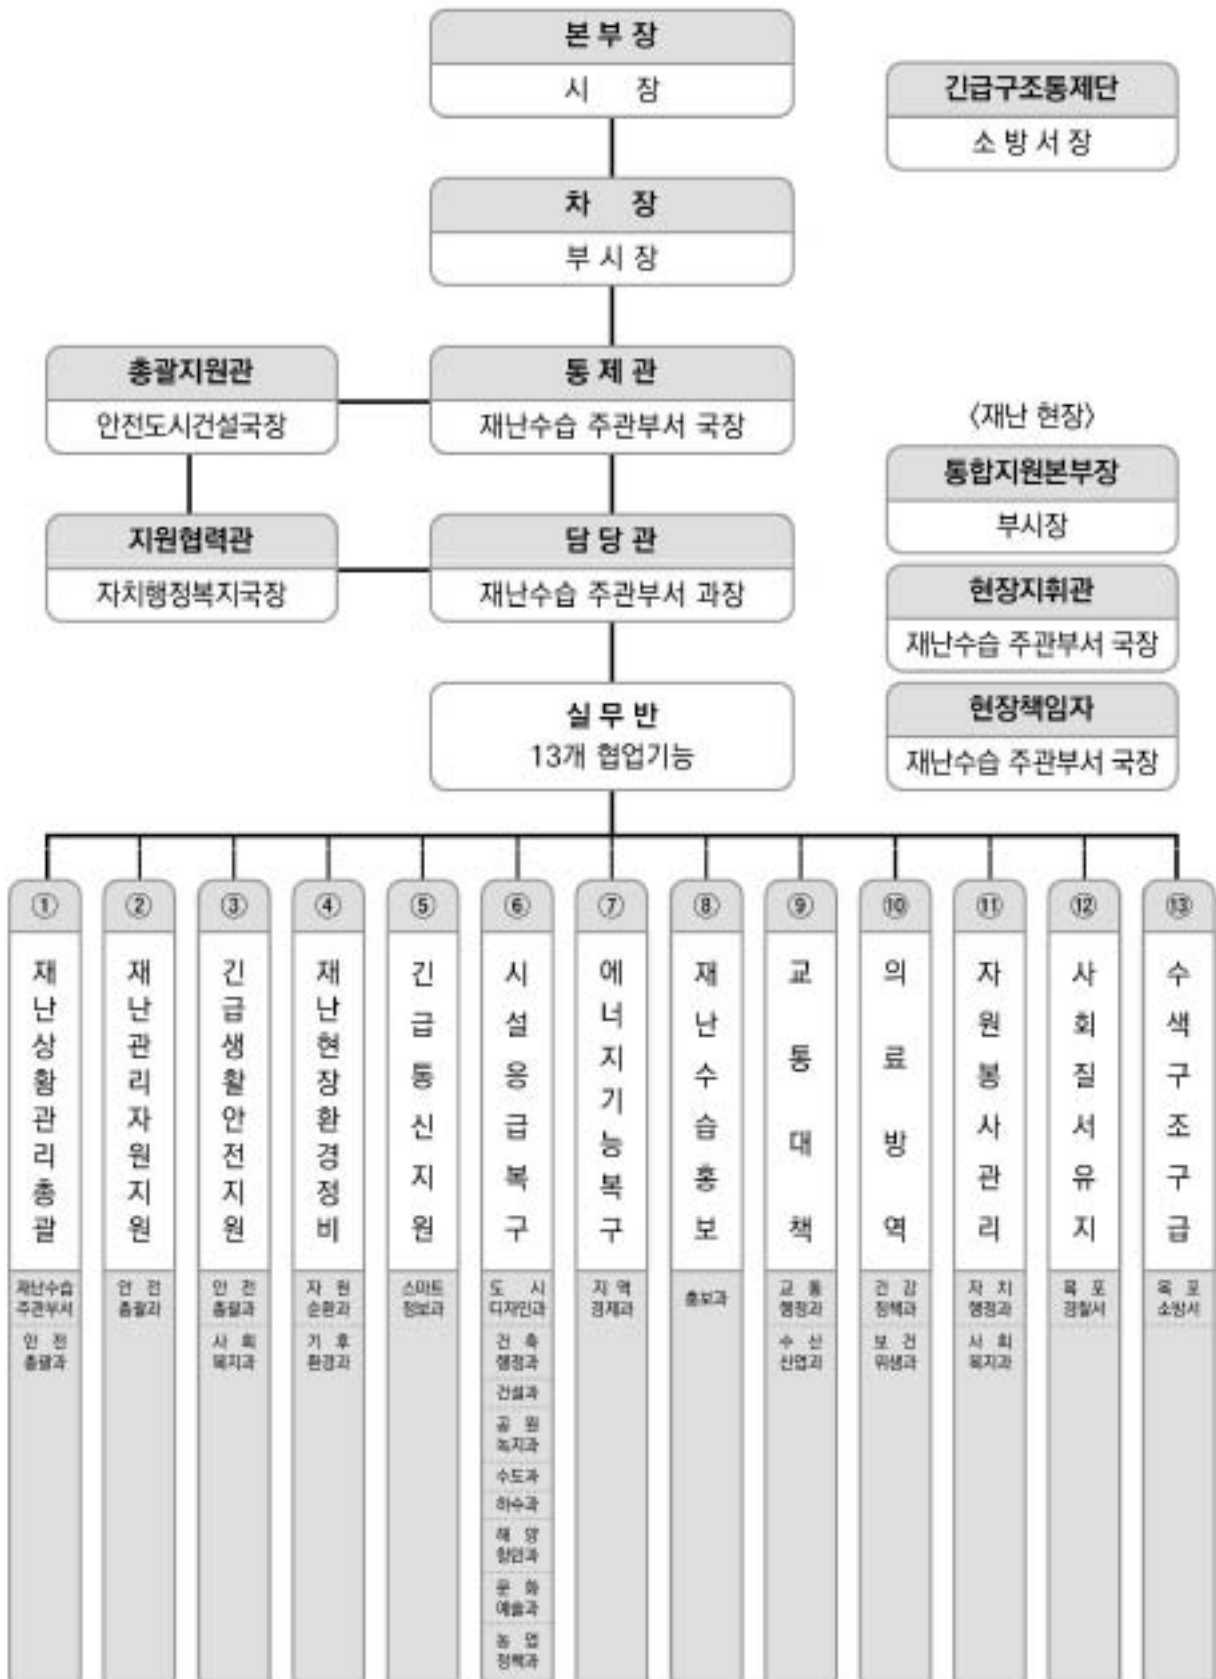 본 부 장
시 장
긴급구조통제단
소 방 서 장
차 장
부 시 장
총괄지원관
안전도시건설국장
통 제 관
재난수습 주관부서 국장
지원협력관
자치행정복지국장
담 당 관
재난수습 주관부서 과장
〈재난 현장〉
통합지원본부장
부시장
현장지휘관
재난수습 주관부서 국장
현장책임자
재난수습 주관부서 국장
실 무 반
13개 협업기능
①
재난상황관리총괄
재난수습
주관부서
안 전
총괄과
②
재난관리자원지원
안 전
총괄과
③
긴급생활안전지원
안 전
총괄과
사 회
복지과
④
재난현장환경정비
자 원
순환과
기 후
환경과
⑤
긴급통신지원
스마트
정보과
⑥
시설응급복구
도 시
디자인과
건 축
행정과
건설과
공 원
녹지과
수도과
하수과
해 양
항만과
문 화
예술과
농 업
정책과
⑦
에너지기능복구
지 역
경제과
⑧
재난수습홍보
홍보과
⑨
교통대책
교 통
행정과
수 산
산업과
⑩
의료방역
건 강
정책과
보 건
위생과
⑪
자원봉사관리
자 치
행정과
사 회
복지과
⑫
사회질서유지
목 포
경찰서
⑬
수색구조구급
목 포
소방서